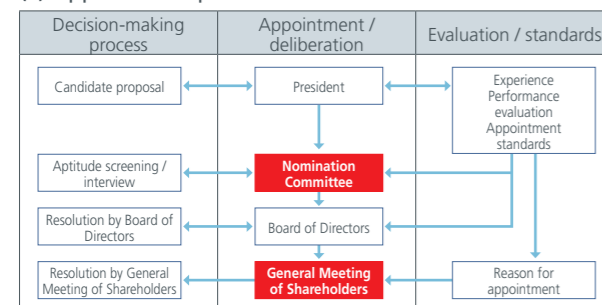 Decision-making
process
Appointment /
deliberation
Evaluation / standards
Candidate proposal
President
Experience
Performance
evaluation
Appointment
standards
Aptitude screening /
interview
Nomination
Committee
Resolution by Board of
Directors
Board of Directors
Resolution by General
Meeting of Shareholders
General Meeting
of Shareholders
Reason for
appointment